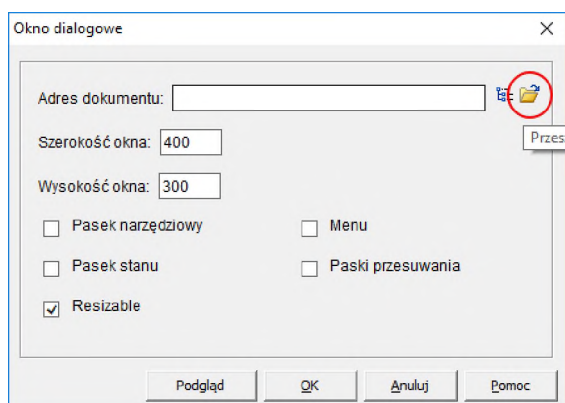 Okno dialogowe
Adres dokumentu:
Przes
Szerokość okna: 400
Wysokość okna: 300
Pasek narzędziowy Menu
Pasek stanu Paski przesuwania
Resizable
Podgląd OK Anuluj Pomoc